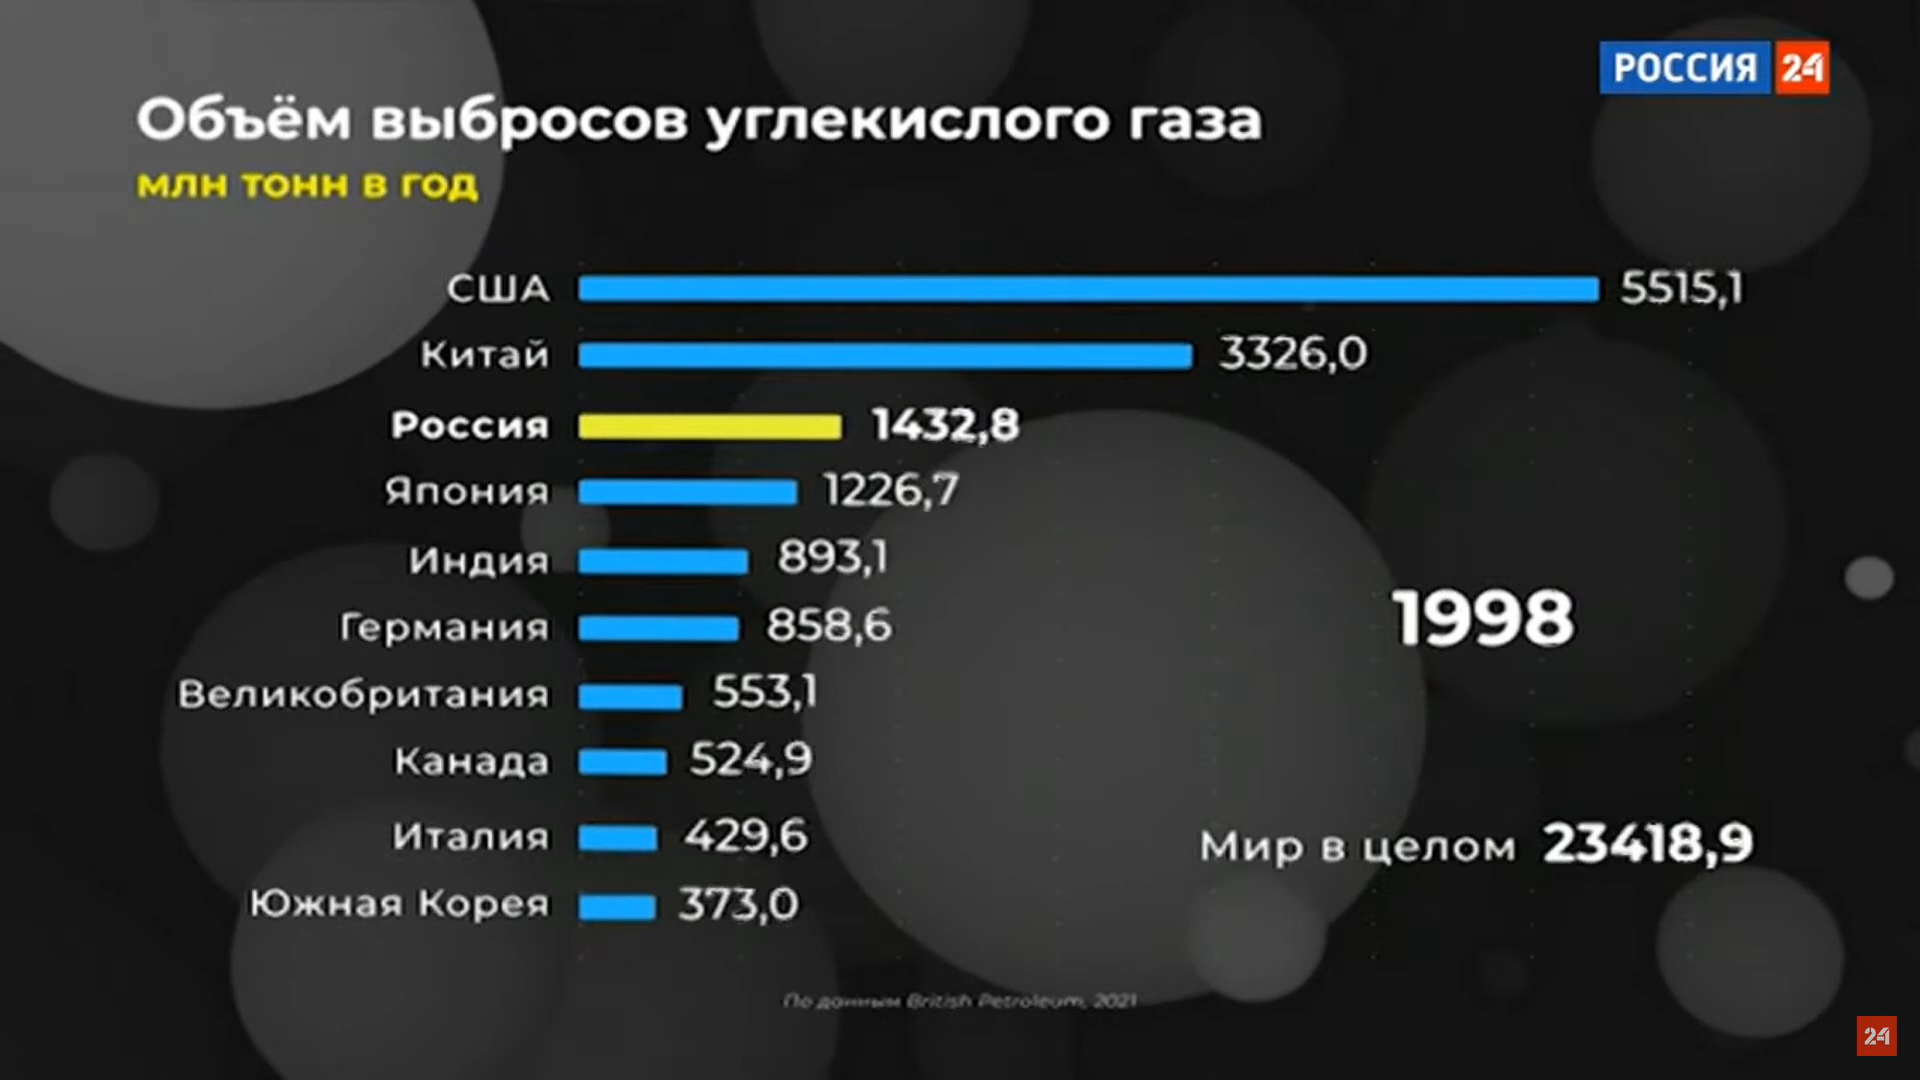 РОССИЯ 24
Объём выбросов углекислого газа
млн тонн в год
США 5515,1
Китай 3326,0
Россия 1432,8
Япония 1226,7
Индия 893,1
Германия 858,6
1998
Великобритания 553,1
Канада 524,9
Италия 429,6
Мир в целом 23418,9
Южная Корея 373,0
По данным British Petroleum, 2021
24